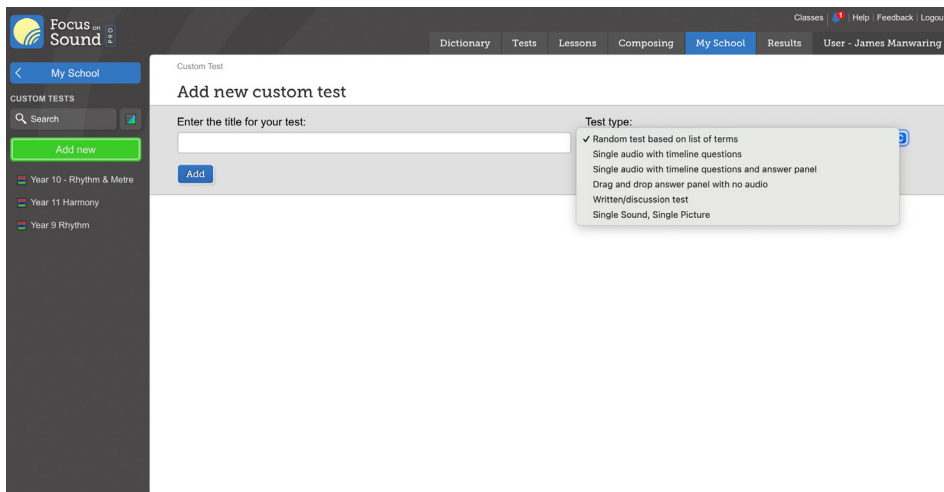 Focus on
Sound PRO
Classes 1 Help Feedback Logou
Dictionary Tests Lessons Composing My School Results User - James Manwaring
My School
CUSTOM TESTS
Search
Add new
Year 10 - Rhythm & Metre
Year 11 Harmony
Year 9 Rhythm
Custom Test
Add new custom test
Enter the title for your test:
Test type:
✓ Random test based on list of terms
Single audio with timeline questions
Single audio with timeline questions and answer panel
Drag and drop answer panel with no audio
Written/discussion test
Single Sound, Single Picture
Add